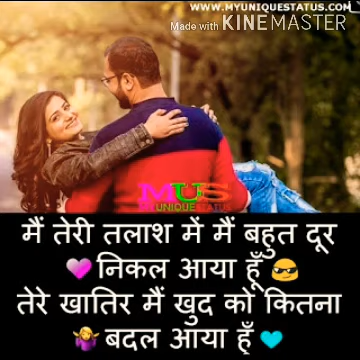 WWW.MYUNIQUESTATUS.COM
Made with KINEMASTER
MUS
UNIQUE STATUS
मैं तेरी तलाश में मैं बहुत दूर
💜निकल आया हूँ 😎
तेरे खातिर मैं खुद को कितना
🤷‍♀️बदल आया हूँ 💙